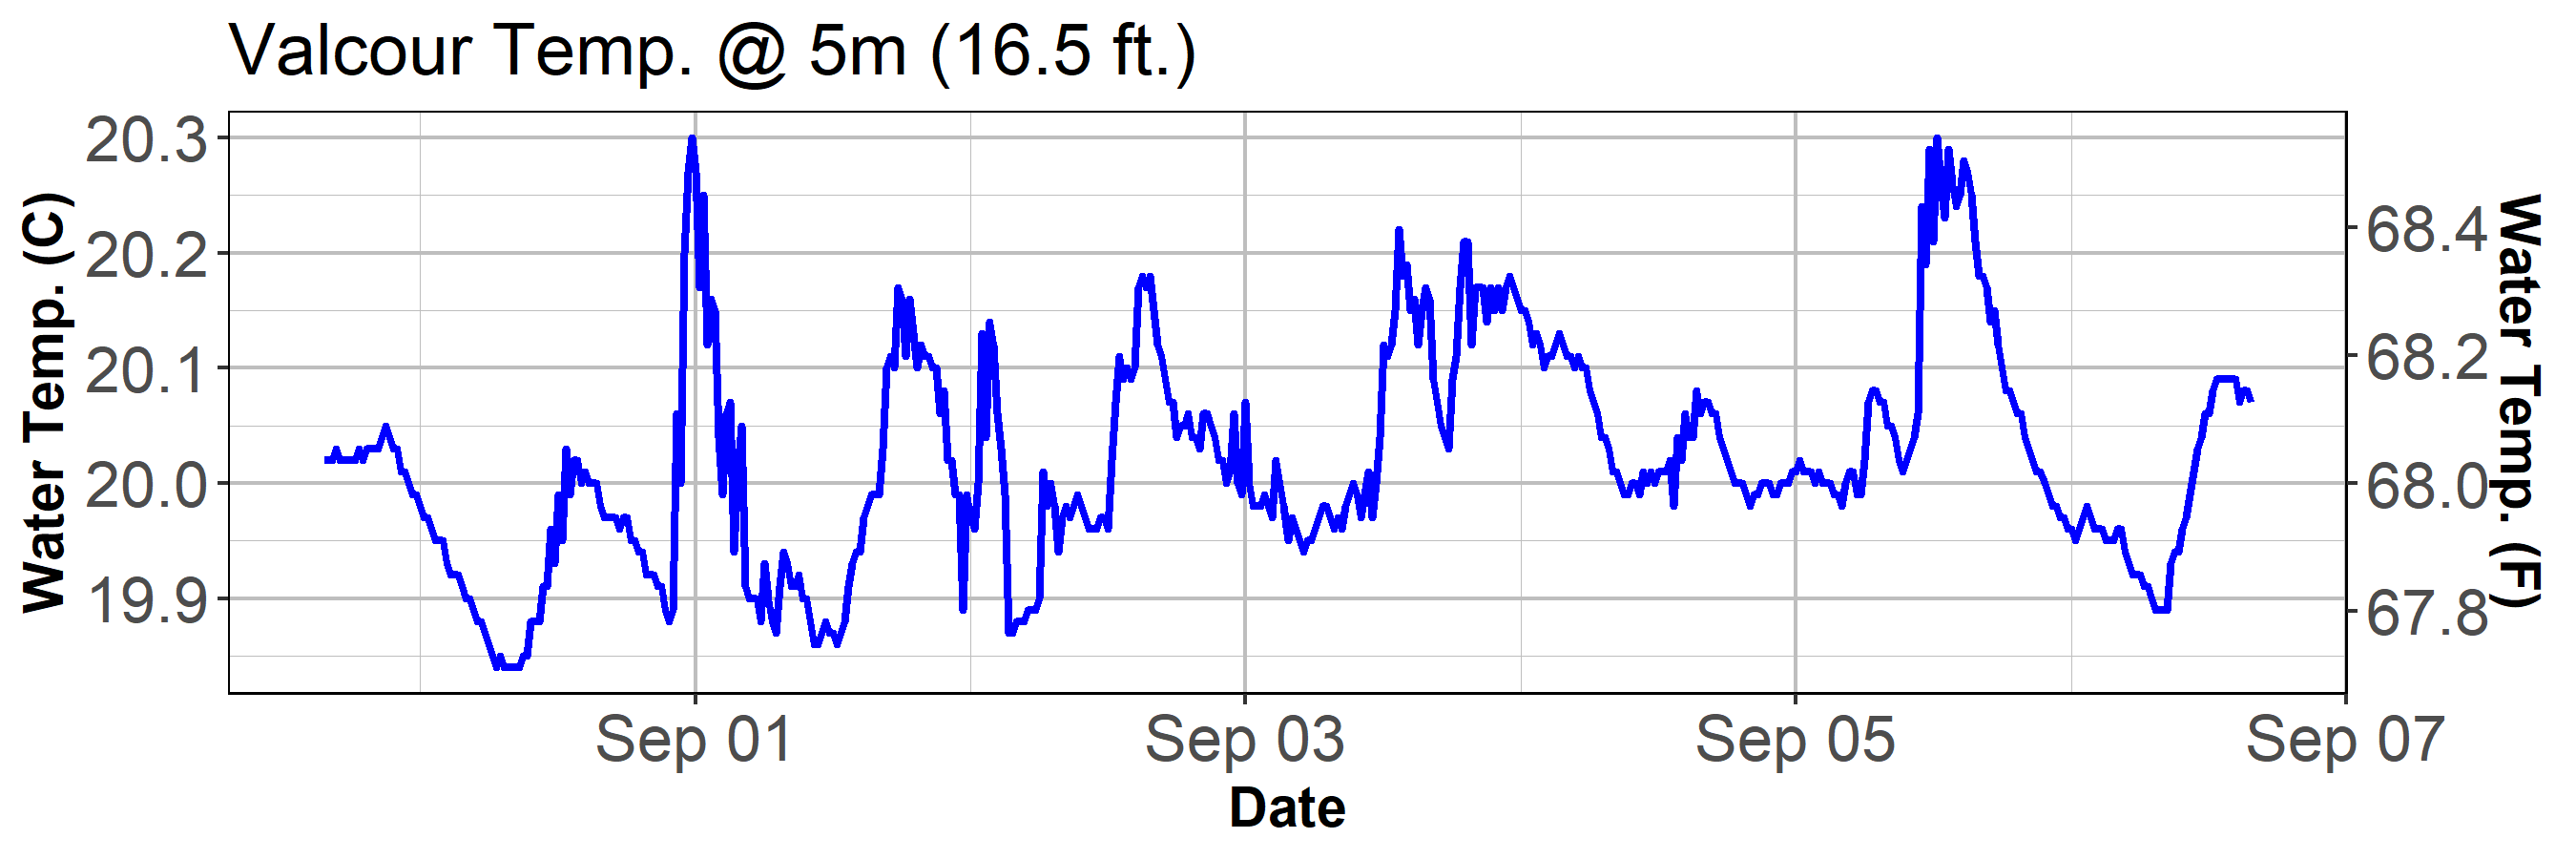 Valcour Temp. @ 5m (16.5 ft.)
Water Temp. (C)
20.3
20.2
20.1
20.0
19.9
68.4
68.2
68.0
67.8
Water Temp. (F)
Sep 01 Sep 03 Sep 05 Sep 07
Date